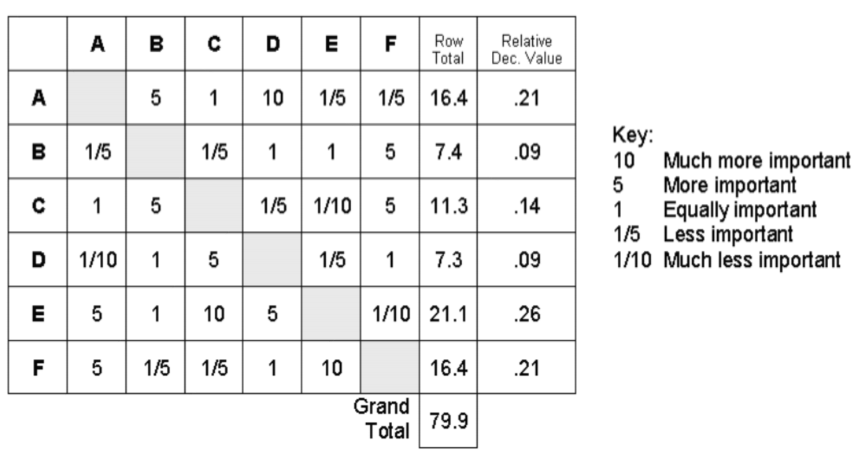 A B C D E F Row Total Relative Dec. Value
A 5 1 10 1/5 1/5 16.4 .21
B 1/5 1/5 1 1 5 7.4 .09
C 1 5 1/5 1/10 5 11.3 .14
D 1/10 1 5 1/5 1 7.3 .09
E 5 1 10 5 1/10 21.1 .26
F 5 1/5 1/5 1 10 16.4 .21
Grand Total 79.9
Key:
10 Much more important
5 More important
1 Equally important
1/5 Less important
1/10 Much less important